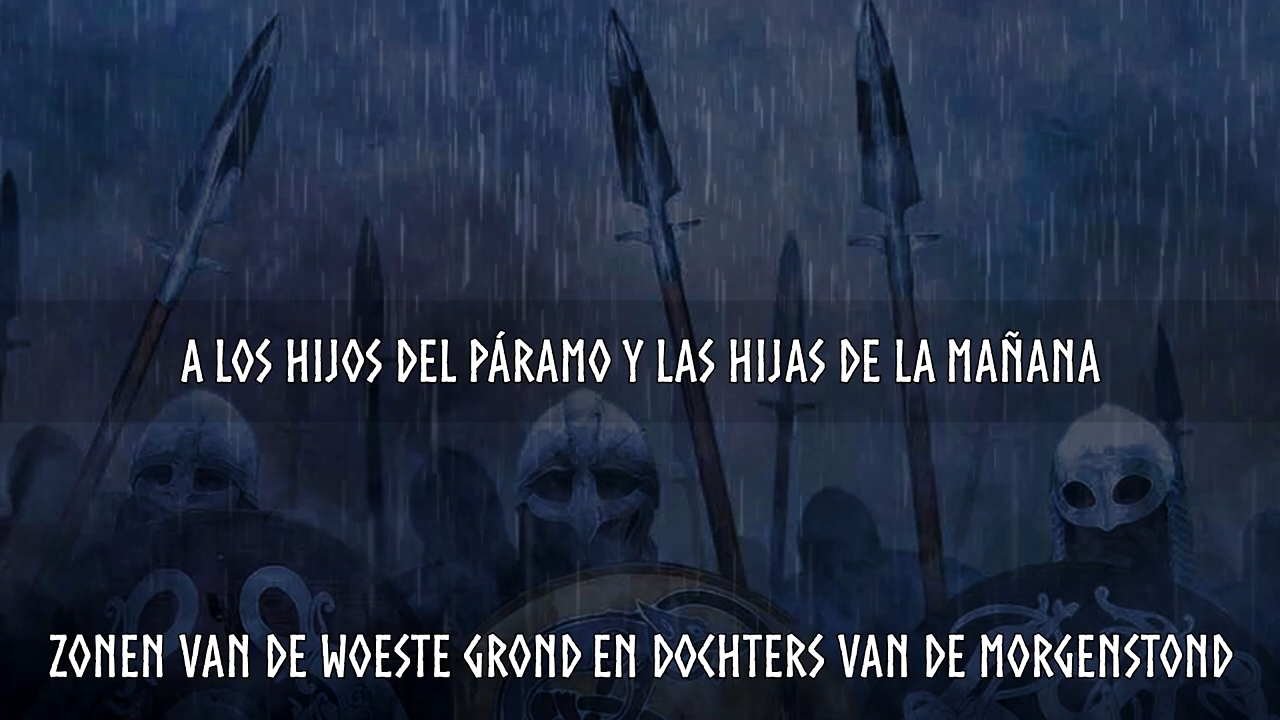 A LOS HIJOS DEL PÁRAMO Y LAS HIJAS DE LA MAÑANA
ZONEN VAN DE WOESTE GROND EN DOCHTERS VAN DE MORGENSTOND